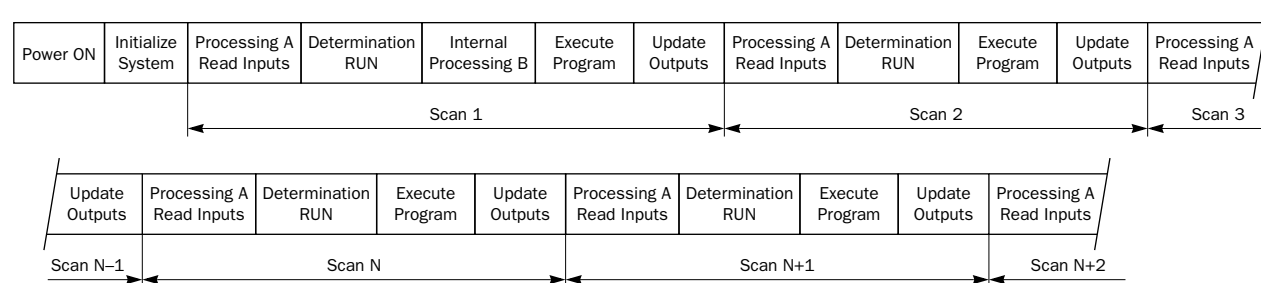 Power ON
Initialize System
Processing A Read Inputs
Determination RUN
Internal Processing B
Execute Program
Update Outputs
Processing A Read Inputs
Determination RUN
Execute Program
Update Outputs
Processing A Read Inputs
Scan 1
Scan 2
Scan 3
Update Outputs
Processing A Read Inputs
Determination RUN
Execute Program
Update Outputs
Processing A Read Inputs
Determination RUN
Execute Program
Update Outputs
Processing A Read Inputs
Scan N–1
Scan N
Scan N+1
Scan N+2